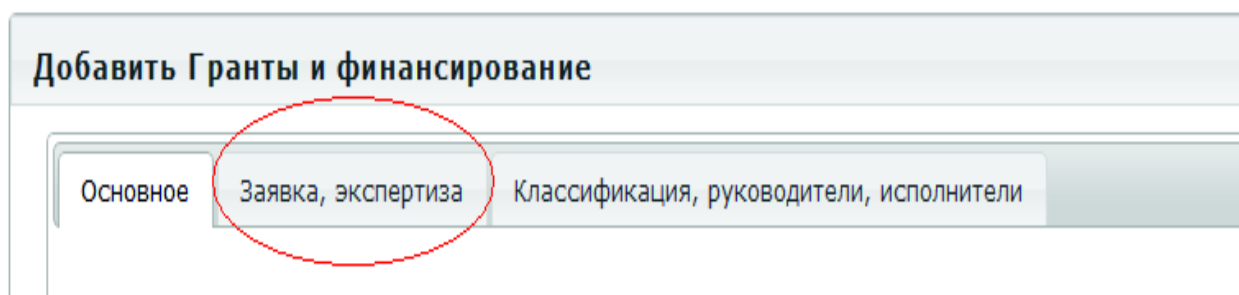 Добавить Гранты и финансирование
Основное Заявка, экспертиза Классификация, руководители, исполнители